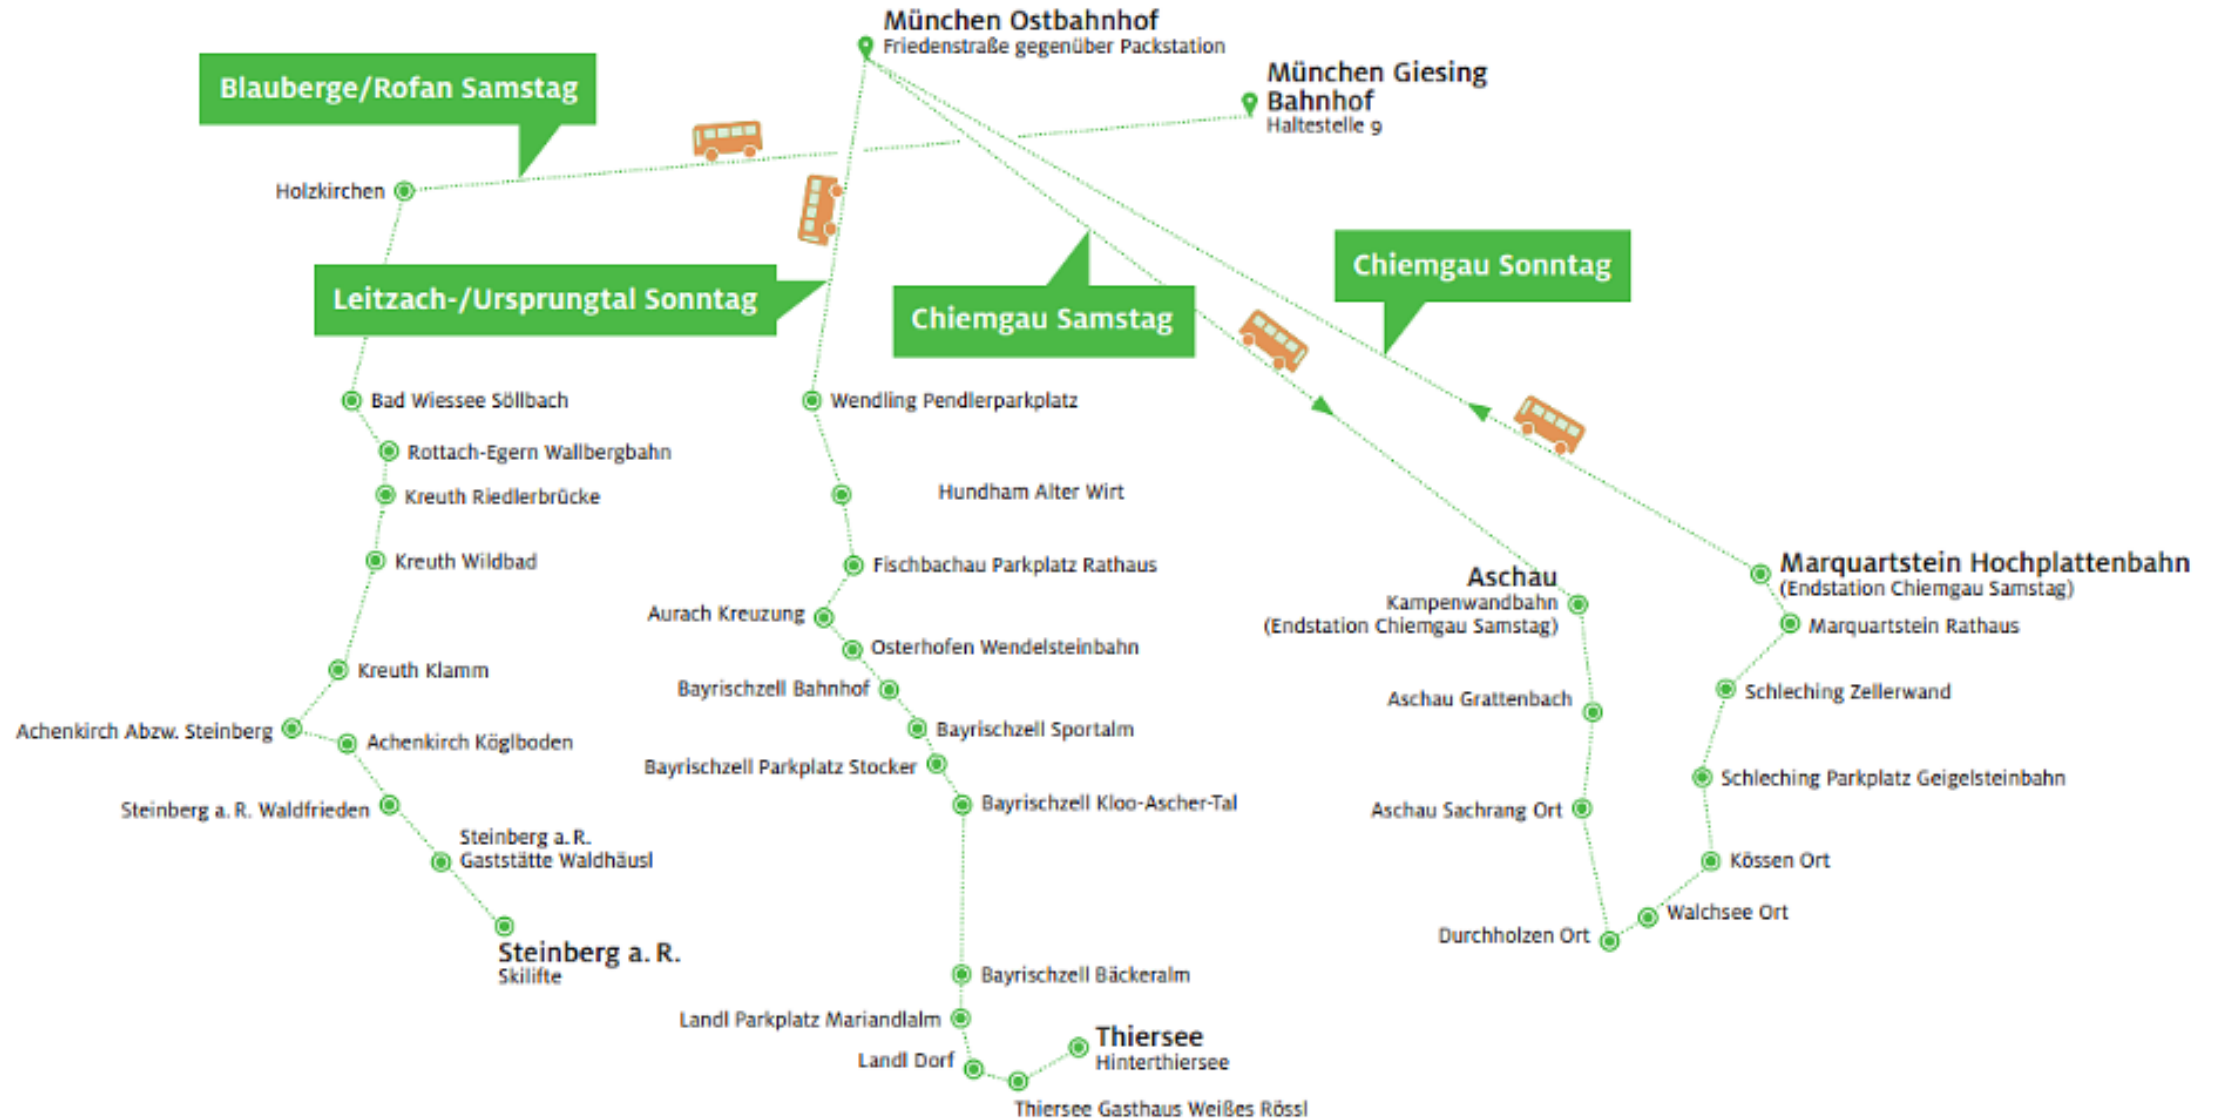 München Ostbahnhof
Friedenstraße gegenüber Packstation
München Giesing
Bahnhof
Haltestelle 9
Blauberge/Rofan Samstag
Holzkirchen
Leitzach-/Ursprungtal Sonntag
Chiemgau Samstag
Chiemgau Sonntag
Bad Wiessee Söllbach
Rottach-Egern Wallbergbahn
Kreuth Riedlerbrücke
Kreuth Wildbad
Kreuth Klamm
Achenkirch Abzw. Steinberg
Achenkirch Köglboden
Steinberg a. R. Waldfrieden
Steinberg a. R.
Gaststätte Waldhäusl
Steinberg a. R.
Skilifte
Wendling Pendlerparkplatz
Hundham Alter Wirt
Fischbachau Parkplatz Rathaus
Aurach Kreuzung
Osterhofen Wendelsteinbahn
Bayrischzell Bahnhof
Bayrischzell Sportalm
Bayrischzell Parkplatz Stocker
Bayrischzell Kloo-Ascher-Tal
Bayrischzell Bäckeralm
Landl Parkplatz Mariandlalm
Landl Dorf
Thiersee
Hinterthiersee
Thiersee Gasthaus Weißes Rössl
Aschau
Kampenwandbahn
(Endstation Chiemgau Samstag)
Aschau Grattenbach
Aschau Sachrang Ort
Durchholzen Ort
Marquartstein Hochplattenbahn
(Endstation Chiemgau Samstag)
Marquartstein Rathaus
Schleching Zellerwand
Schleching Parkplatz Geigelsteinbahn
Kössen Ort
Walchsee Ort